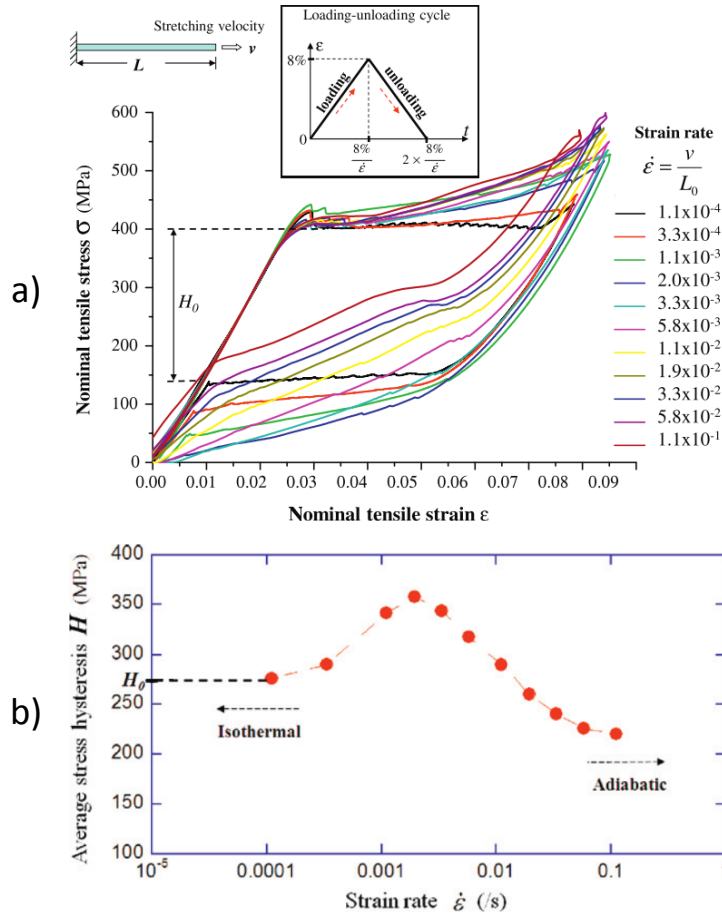 a)
Stretching velocity
v
L
Loading-unloading cycle
ε
8%
loading
unloading
0
t
8%
ε̇
2 × 8%
ε̇
600
500
400
300
200
100
0
Nominal tensile stress σ (MPa)
H0
0.00 0.01 0.02 0.03 0.04 0.05 0.06 0.07 0.08 0.09
Nominal tensile strain ε
Strain rate
ε̇ = v
L0
1.1x10-4
3.3x10-4
1.1x10-3
2.0x10-3
3.3x10-3
5.8x10-3
1.1x10-2
1.9x10-2
3.3x10-2
5.8x10-2
1.1x10-1
b)
400
350
300
H0
250
200
150
100
Average stress hysteresis H (MPa)
Isothermal
Adiabatic
10-5 0.0001 0.001 0.01 0.1 1
Strain rate ε̇ (/s)